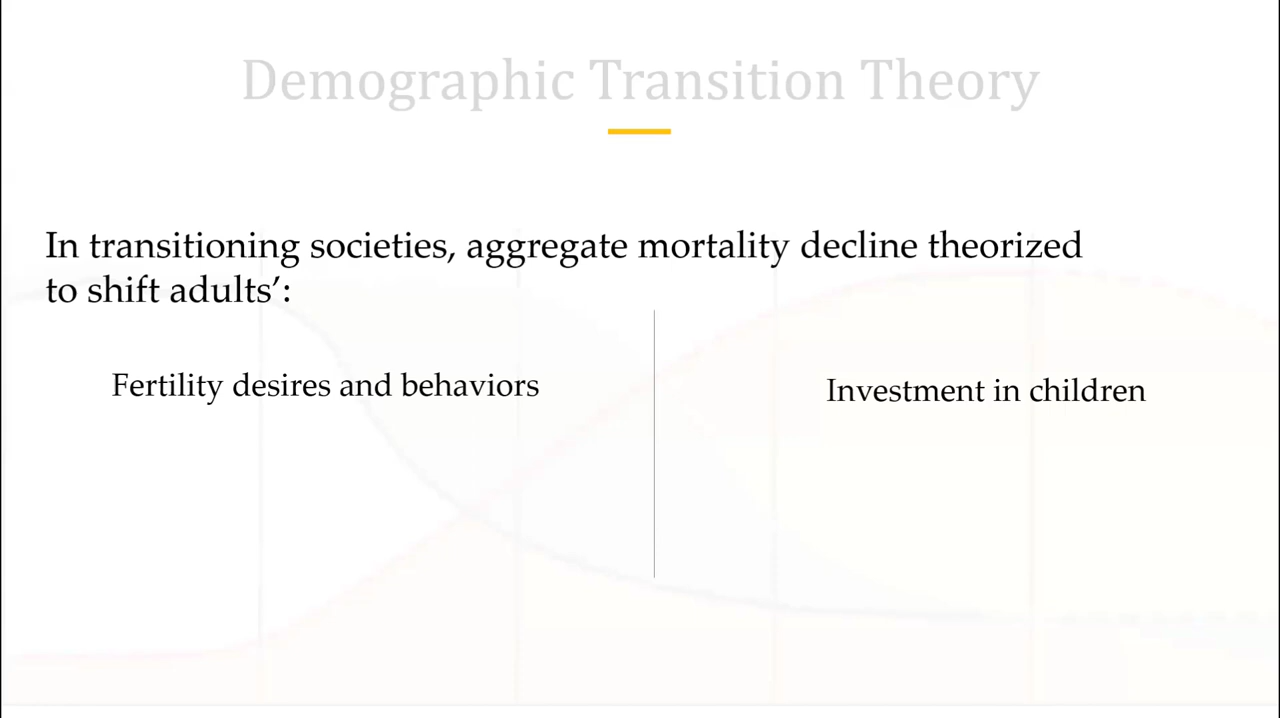 Demographic Transition Theory
In transitioning societies, aggregate mortality decline theorized
to shift adults’:
Fertility desires and behaviors
Investment in children